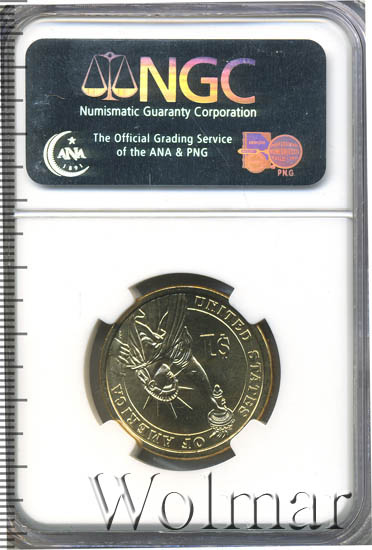 NGC
Numismatic Guaranty Corporation
The Official Grading Service
of the ANA & PNG
ANA
1891
PNG
UNITED STATES
OF AMERICA
$1
Wolmar